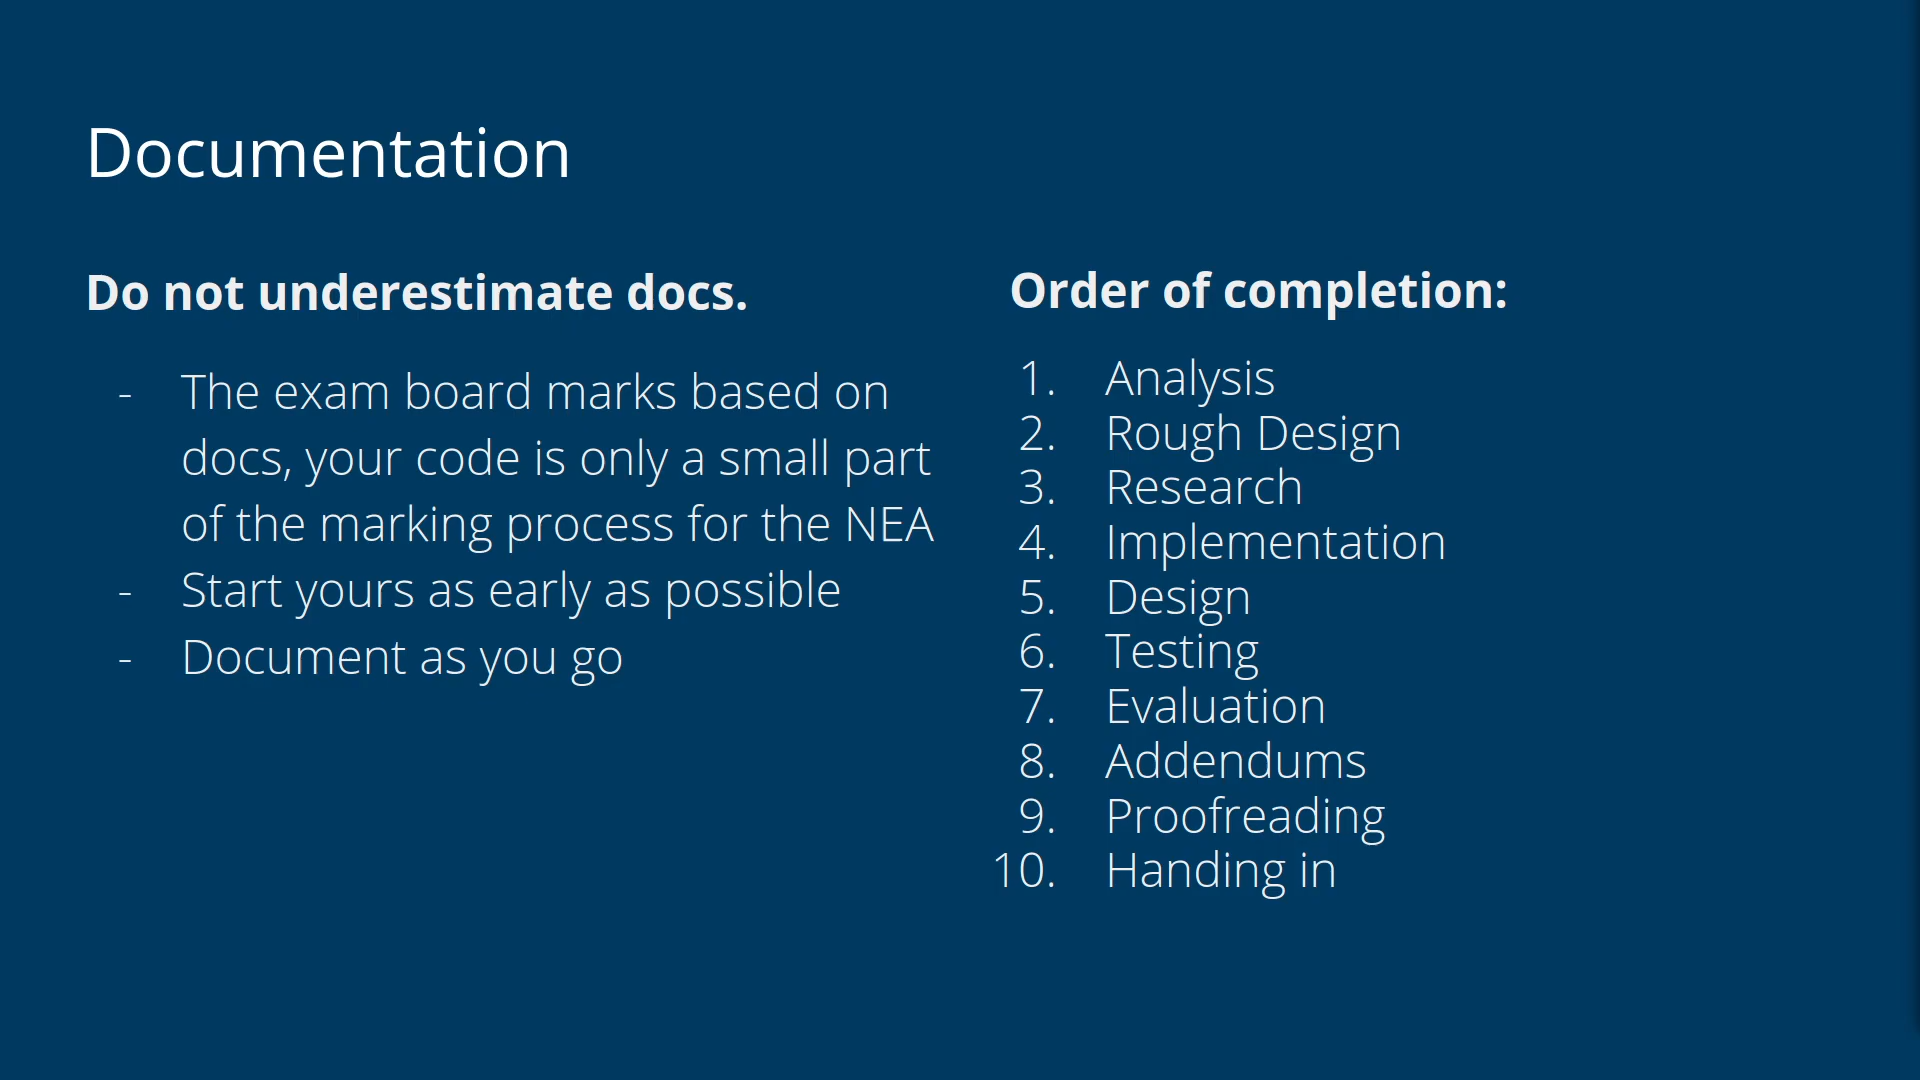 Documentation
Do not underestimate docs.
- The exam board marks based on
docs, your code is only a small part
of the marking process for the NEA
- Start yours as early as possible
- Document as you go
Order of completion:
1. Analysis
2. Rough Design
3. Research
4. Implementation
5. Design
6. Testing
7. Evaluation
8. Addendums
9. Proofreading
10. Handing in